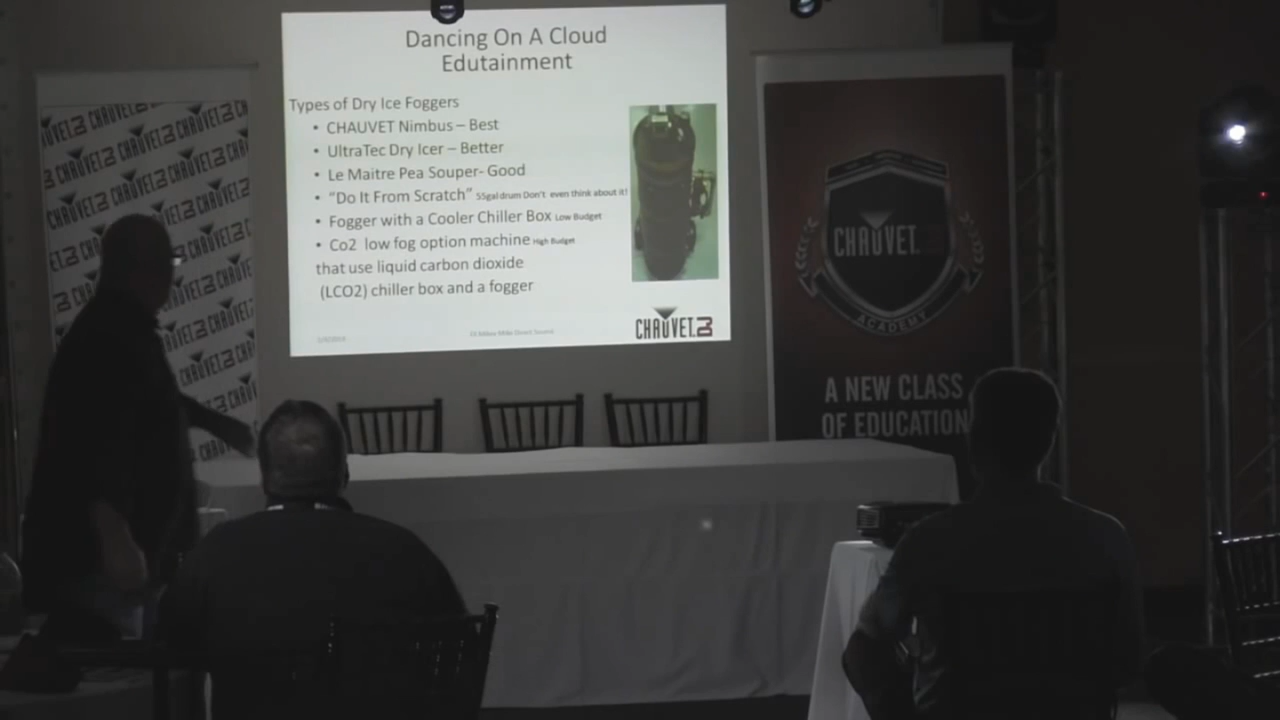 Dancing On A Cloud
Edutainment
Types of Dry Ice Foggers
• CHAUVET Nimbus – Best
• UltraTec Dry Icer – Better
• Le Maitre Pea Souper- Good
• "Do It From Scratch" 55gal drum Don't even think about it!
• Fogger with a Cooler Chiller Box Low Budget
• Co2 low fog option machine High Budget
that use liquid carbon dioxide
(LCO2) chiller box and a fogger
CHAUVET
CHAUVET
ACADEMY
A NEW CLASS
OF EDUCATION
CHAUVET
CHAUVET
CHAUVET
CHAUVET